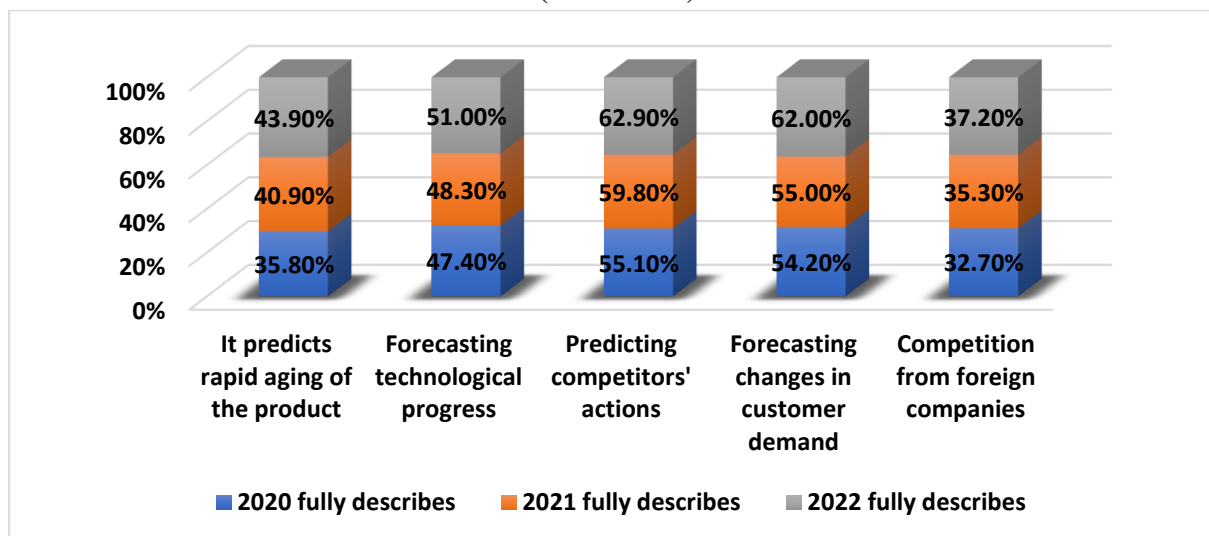 100%
80%
60%
40%
20%
0%
43.90% 51.00% 62.90% 62.00% 37.20%
40.90% 48.30% 59.80% 55.00% 35.30%
35.80% 47.40% 55.10% 54.20% 32.70%
It predicts
rapid aging of
the product
Forecasting
technological
progress
Predicting
competitors'
actions
Forecasting
changes in
customer
demand
Competition
from foreign
companies
2020 fully describes 2021 fully describes 2022 fully describes